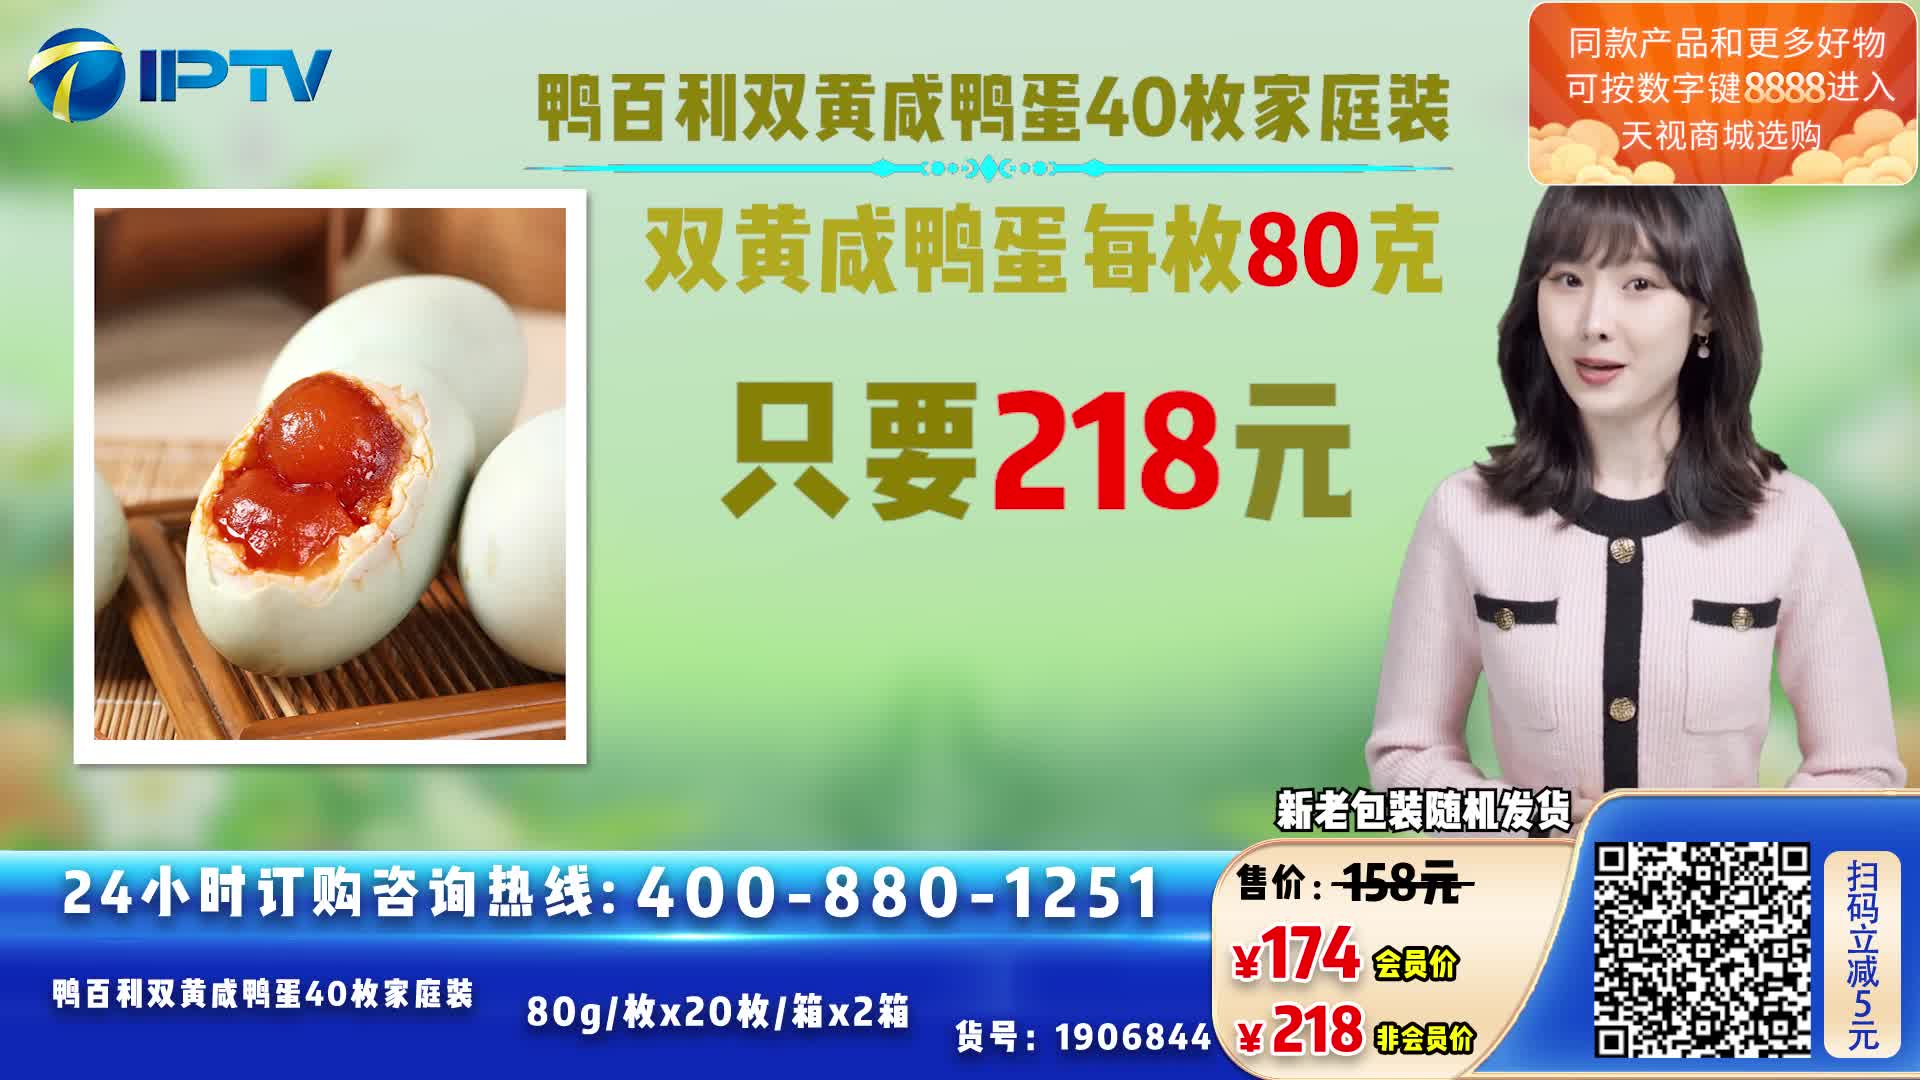 IPTV
鸭百利双黄咸鸭蛋40枚家庭装
同款产品和更多好物
可按数字键8888进入
天视商城选购
双黄咸鸭蛋每枚80克
只要218元
新老包装随机发货
24小时订购咨询热线:400-880-1251
售价:158元
¥174 会员价
¥218 非会员价
扫码立减5元
鸭百利双黄咸鸭蛋40枚家庭装
80g/枚x20枚/箱x2箱
货号:1906844